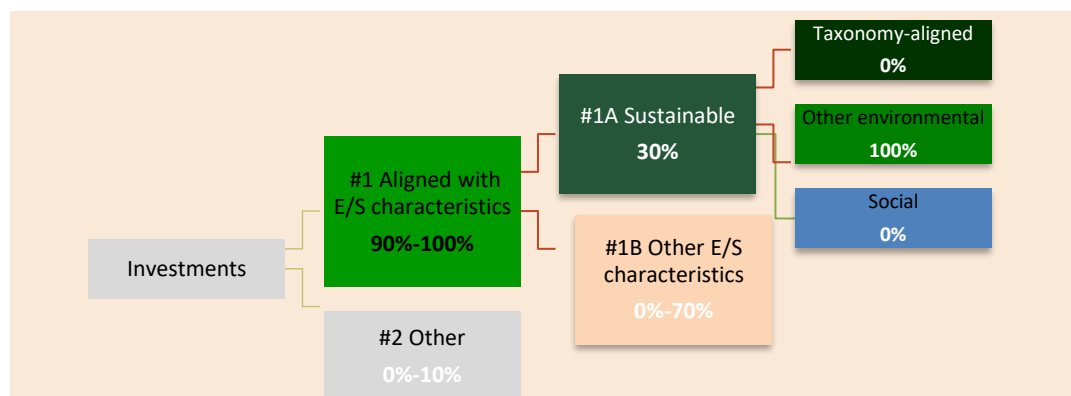 Investments
#1 Aligned with
E/S characteristics
90%-100%
#2 Other
0%-10%
#1A Sustainable
30%
#1B Other E/S
characteristics
0%-70%
Taxonomy-aligned
0%
Other environmental
100%
Social
0%